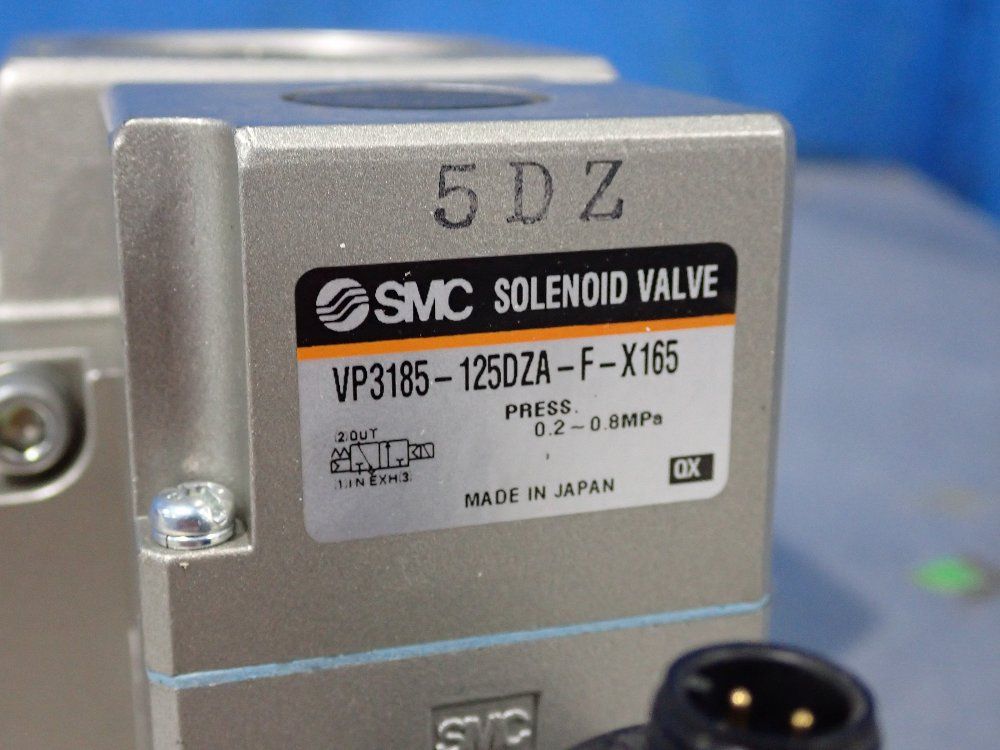 5DZ
SMC SOLENOID VALVE
VP3185-125DZA-F-X165
PRESS.
0.2~0.8MPa
(2)OUT
(1)IN EXH(3)
QX
MADE IN JAPAN
SMC